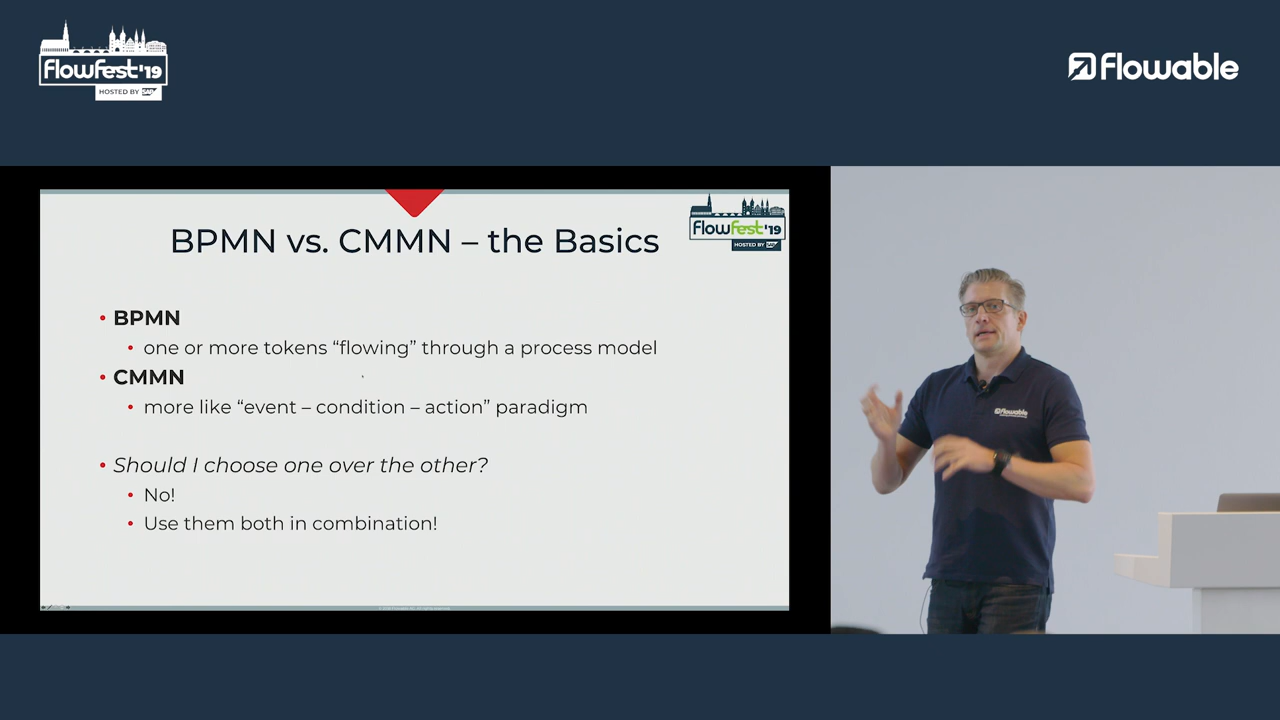 FlowFest'19
HOSTED BY SAP
Flowable
FlowFest'19
HOSTED BY SAP
BPMN vs. CMMN – the Basics
• BPMN
• one or more tokens “flowing” through a process model
• CMMN
• more like “event – condition – action” paradigm
• Should I choose one over the other?
• No!
• Use them both in combination!
Flowable